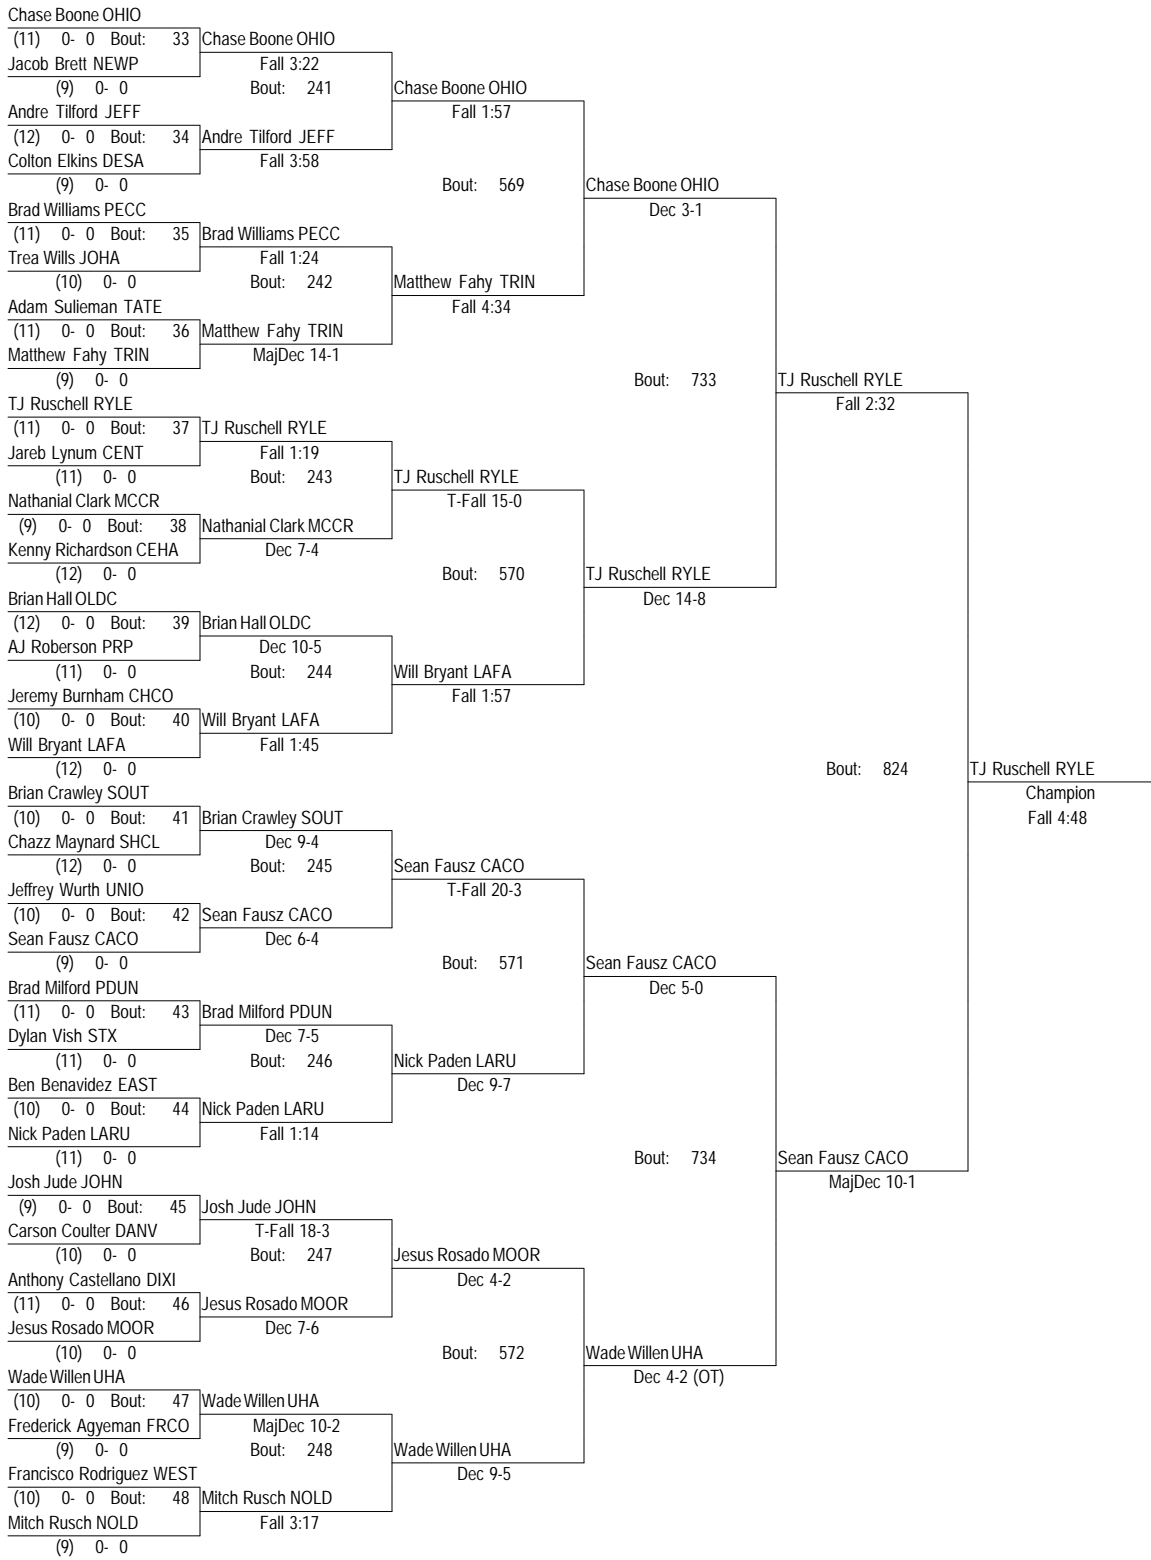 Chase Boone OHIO
(11) 0- 0 Bout: 33 Chase Boone OHIO
Jacob Brett NEWP Fall 3:22
(9) 0- 0 Bout: 241 Chase Boone OHIO
Andre Tilford JEFF Fall 1:57
(12) 0- 0 Bout: 34 Andre Tilford JEFF
Colton Elkins DESA Fall 3:58
(9) 0- 0 Bout: 569 Chase Boone OHIO
Brad Williams PECC Dec 3-1
(11) 0- 0 Bout: 35 Brad Williams PECC
Trea Wills JOHA Fall 1:24
(10) 0- 0 Bout: 242 Matthew Fahy TRIN
Adam Sulieman TATE Fall 4:34
(11) 0- 0 Bout: 36 Matthew Fahy TRIN
Matthew Fahy TRIN MajDec 14-1
(9) 0- 0 Bout: 733 TJ Ruschell RYLE
TJ Ruschell RYLE Fall 2:32
(11) 0- 0 Bout: 37 TJ Ruschell RYLE
Jareb Lynum CENT Fall 1:19
(11) 0- 0 Bout: 243 TJ Ruschell RYLE
Nathanial Clark MCCR T-Fall 15-0
(9) 0- 0 Bout: 38 Nathanial Clark MCCR
Kenny Richardson CEHA Dec 7-4
(12) 0- 0 Bout: 570 TJ Ruschell RYLE
Brian Hall OLDC Dec 14-8
(12) 0- 0 Bout: 39 Brian Hall OLDC
AJ Roberson PRP Dec 10-5
(11) 0- 0 Bout: 244 Will Bryant LAFA
Jeremy Burnham CHCO Fall 1:57
(10) 0- 0 Bout: 40 Will Bryant LAFA
Will Bryant LAFA Fall 1:45
(12) 0- 0 Bout: 824 TJ Ruschell RYLE
Brian Crawley SOUT Champion
(10) 0- 0 Bout: 41 Brian Crawley SOUT Fall 4:48
Chazz Maynard SHCL Dec 9-4
(12) 0- 0 Bout: 245 Sean Fausz CACO
Jeffrey Wurth UNIO T-Fall 20-3
(10) 0- 0 Bout: 42 Sean Fausz CACO
Sean Fausz CACO Dec 6-4
(9) 0- 0 Bout: 571 Sean Fausz CACO
Brad Milford PDUN Dec 5-0
(11) 0- 0 Bout: 43 Brad Milford PDUN
Dylan Vish STX Dec 7-5
(11) 0- 0 Bout: 246 Nick Paden LARU
Ben Benavidez EAST Dec 9-7
(10) 0- 0 Bout: 44 Nick Paden LARU
Nick Paden LARU Fall 1:14
(11) 0- 0 Bout: 734 Sean Fausz CACO
Josh Jude JOHN MajDec 10-1
(9) 0- 0 Bout: 45 Josh Jude JOHN
Carson Coulter DANV T-Fall 18-3
(10) 0- 0 Bout: 247 Jesus Rosado MOOR
Anthony Castellano DIXI Dec 4-2
(11) 0- 0 Bout: 46 Jesus Rosado MOOR
Jesus Rosado MOOR Dec 7-6
(10) 0- 0 Bout: 572 Wade Willen UHA
Wade Willen UHA Dec 4-2 (OT)
(10) 0- 0 Bout: 47 Wade Willen UHA
Frederick Agyeman FRCO MajDec 10-2
(9) 0- 0 Bout: 248 Wade Willen UHA
Francisco Rodriguez WEST Dec 9-5
(10) 0- 0 Bout: 48 Mitch Rusch NOLD
Mitch Rusch NOLD Fall 3:17
(9) 0- 0